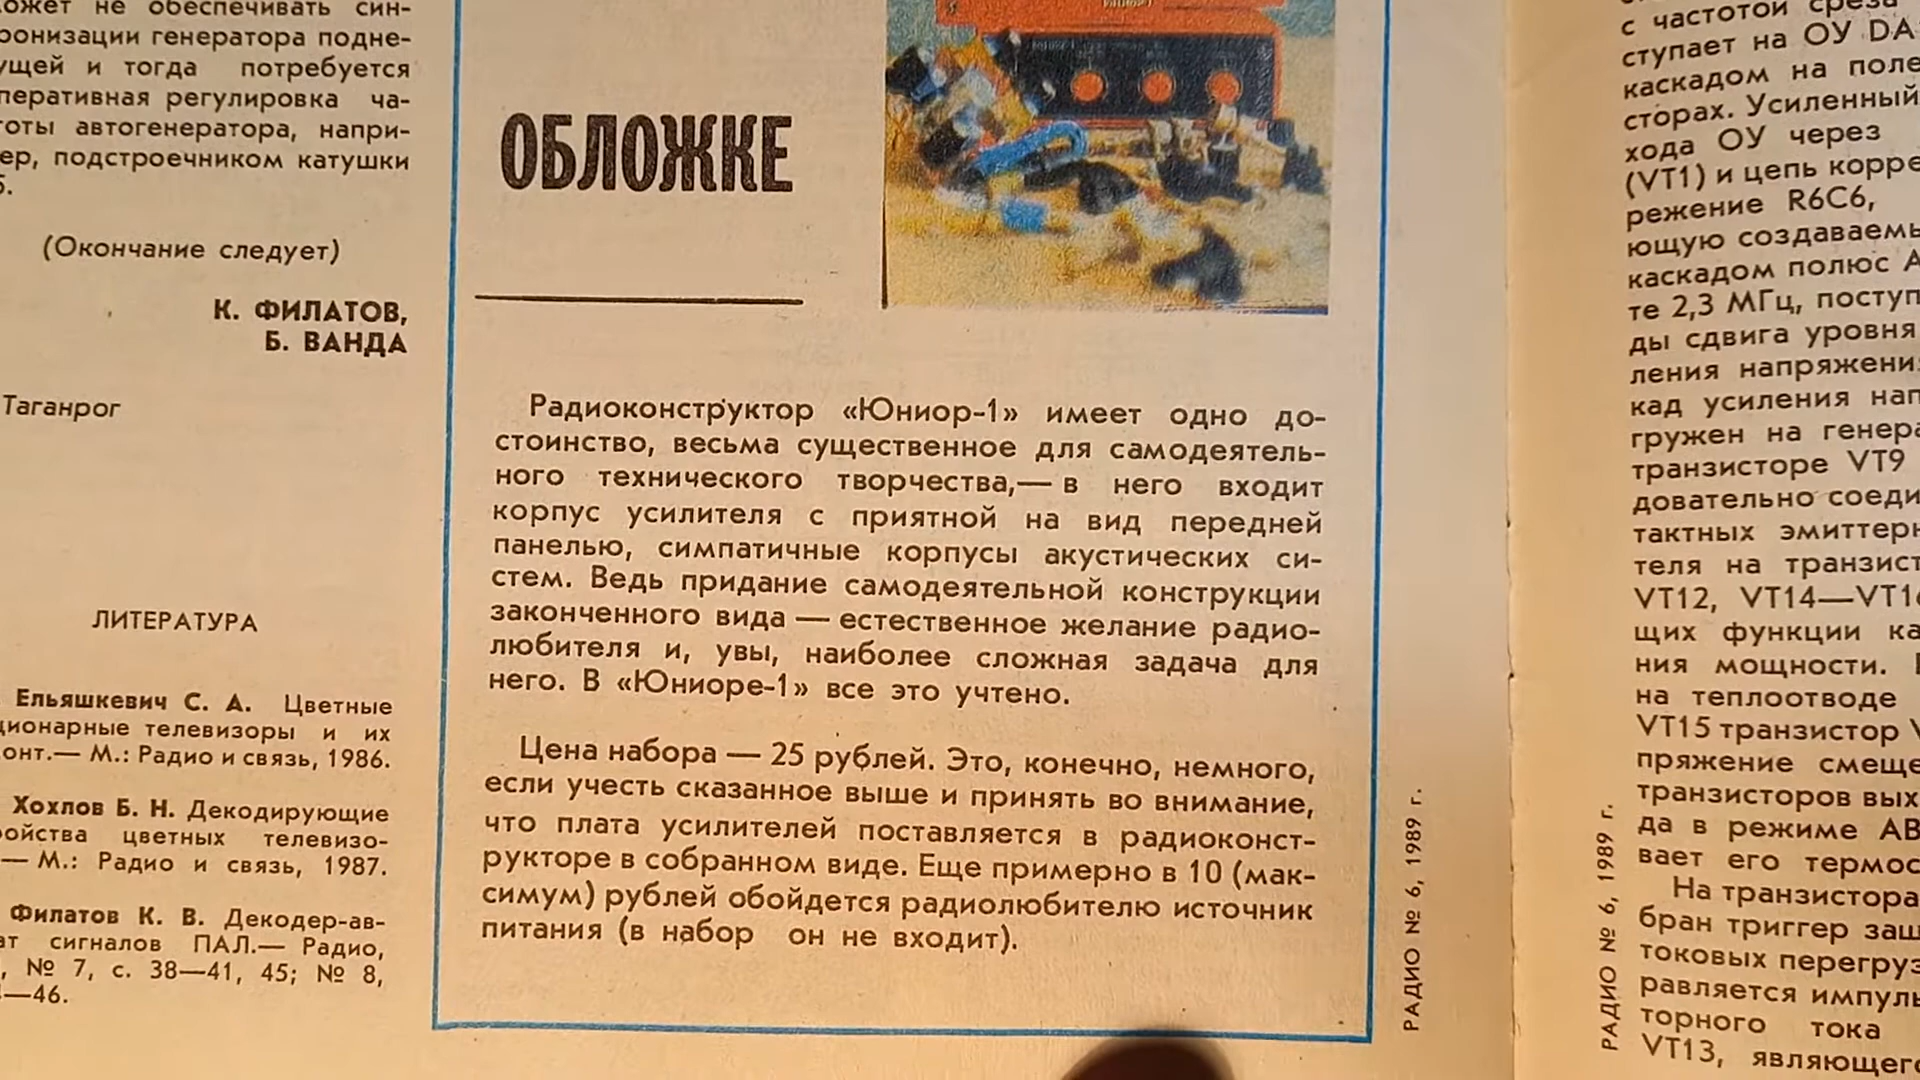 не обеспечивать син-
генератора подне-
и тогда потребуется
регулировка ча-
автогенератора, напри-
подстроечником катушки
(Окончание следует)
К. ФИЛАТОВ,
Б. ВАНДА
Таганрог
ЛИТЕРАТУРА
Ельяшкевич С. А. Цветные
телевизоры и их
М.: Радио и связь, 1986.
Хохлов Б. Н. Декодирующие
цветных телевизо-
— М.: Радио и связь, 1987.
Филатов К. В. Декодер-ав-
сигналов ПАЛ.— Радио,
№ 7, с. 38—41, 45; № 8,
—46.
ОБЛОЖКЕ
Радиоконструктор «Юниор-1» имеет одно до-
стоинство, весьма существенное для самодеятель-
ного технического творчества,— в него входит
корпус усилителя с приятной на вид передней
панелью, симпатичные корпусы акустических си-
стем. Ведь придание самодеятельной конструкции
законченного вида — естественное желание радио-
любителя и, увы, наиболее сложная задача для
него. В «Юниоре-1» все это учтено.
Цена набора — 25 рублей. Это, конечно, немного,
если учесть сказанное выше и принять во внимание,
что плата усилителей поставляется в радиоконст-
рукторе в собранном виде. Еще примерно в 10 (мак-
симум) рублей обойдется радиолюбителю источник
питания (в набор он не входит).
РАДИО № 6, 1989 г.
РАДИО № 6, 1989 г.
с частотой среза
ступает на ОУ DA
каскадом на поле
сторах. Усиленный
хода ОУ через
(VT1) и цепь корре
режение R6C6,
ющую создаваемы
каскадом полюс А
те 2,3 МГц, поступ
ды сдвига уровня
ления напряжени
кад усиления нап
гружен на генера
транзисторе VT9
довательно соеди
тактных эмиттерн
теля на транзист
VT12, VT14—VT1
щих функции ка
ния мощности.
на теплоотводе
VT15 транзистор
пряжение смеще
транзисторов вых
да в режиме АВ
вает его термос
На транзистора
бран триггер защ
токовых перегруз
равляется импуль
торного тока
VT13, являющего